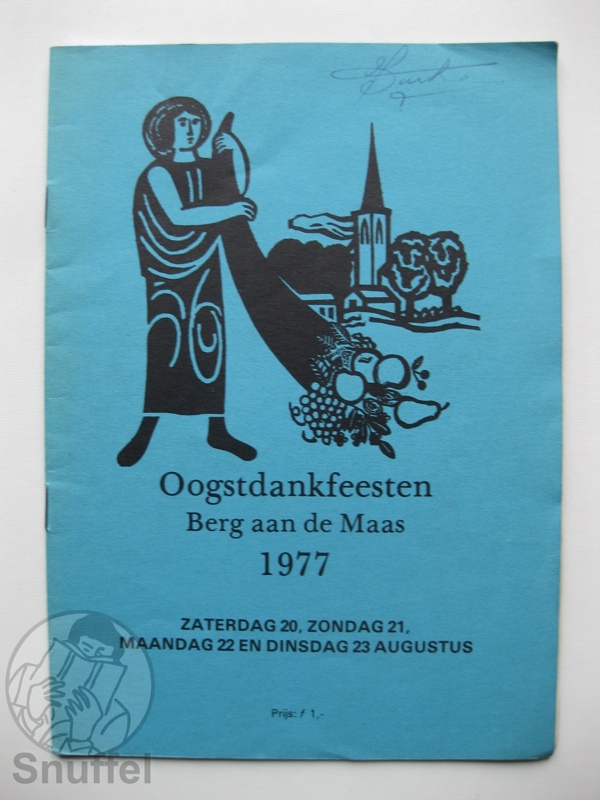 Oogstdankfeesten
Berg aan de Maas
1977
ZATERDAG 20, ZONDAG 21,
MAANDAG 22 EN DINSDAG 23 AUGUSTUS
Prijs: f 1,-
Snuffel